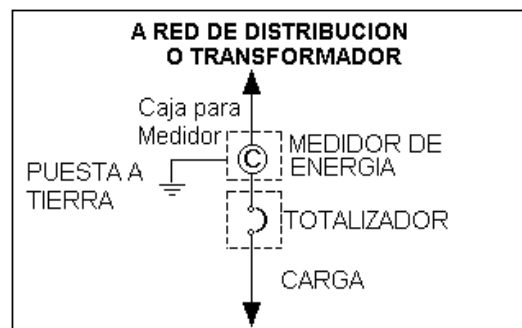 A RED DE DISTRIBUCION
O TRANSFORMADOR
Caja para
Medidor
C
MEDIDOR DE
ENERGIA
PUESTA A
TIERRA
TOTALIZADOR
CARGA